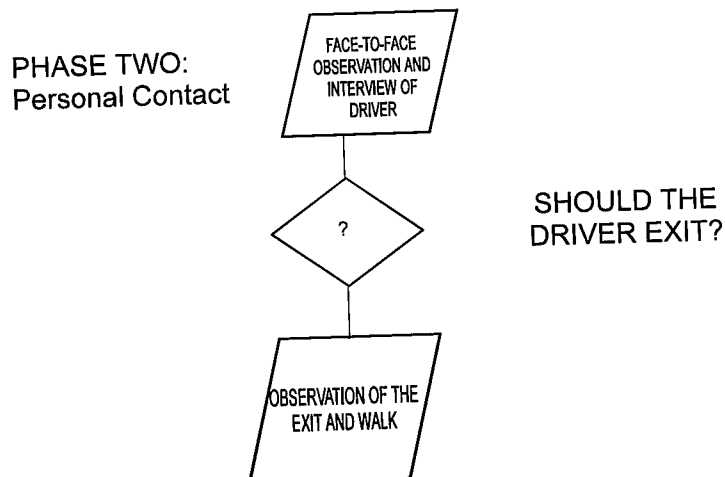 PHASE TWO:
Personal Contact
FACE-TO-FACE
OBSERVATION AND
INTERVIEW OF
DRIVER
?
SHOULD THE
DRIVER EXIT?
OBSERVATION OF THE
EXIT AND WALK